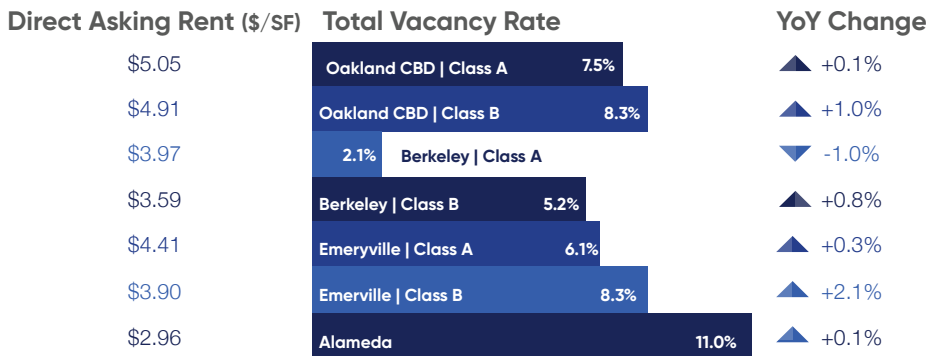 Direct Asking Rent ($/SF) Total Vacancy Rate YoY Change
$5.05 Oakland CBD | Class A 7.5% +0.1%
$4.91 Oakland CBD | Class B 8.3% +1.0%
$3.97 2.1% Berkeley | Class A -1.0%
$3.59 Berkeley | Class B 5.2% +0.8%
$4.41 Emeryville | Class A 6.1% +0.3%
$3.90 Emerville | Class B 8.3% +2.1%
$2.96 Alameda 11.0% +0.1%